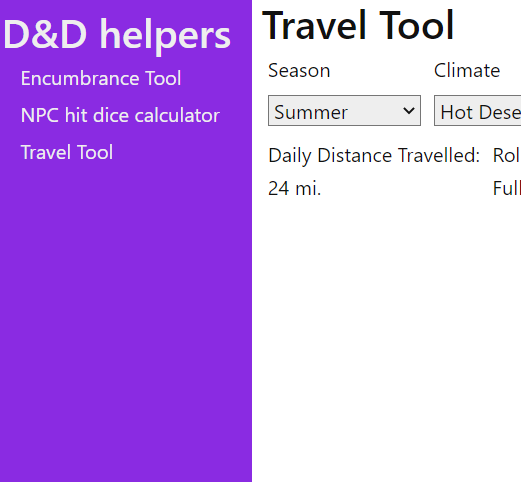 D&D helpers
Encumbrance Tool
NPC hit dice calculator
Travel Tool
Travel Tool
Season Climate
Summer Hot Dese
Daily Distance Travelled: Rol
24 mi. Full